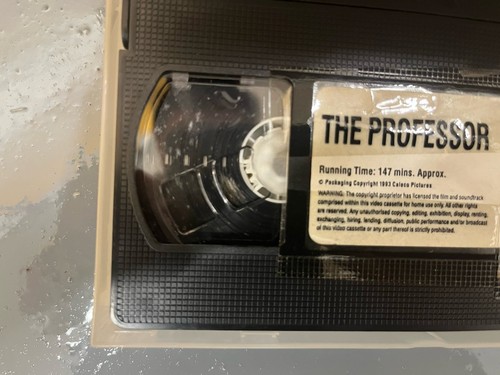 THE PROFESSOR
Running Time: 147 mins. Approx.
© Packaging Copyright 1993 Colosa Pictures
WARNING: The copyright proprietor has licensed the film and soundtrack
comprised within this video cassette for home use only. All other rights
are reserved. Any unauthorised copying, editing, exhibition, display, renting,
exchanging, hiring, lending, diffusion, public performance and/or broadcast
of this video cassette or any part thereof is strictly prohibited.